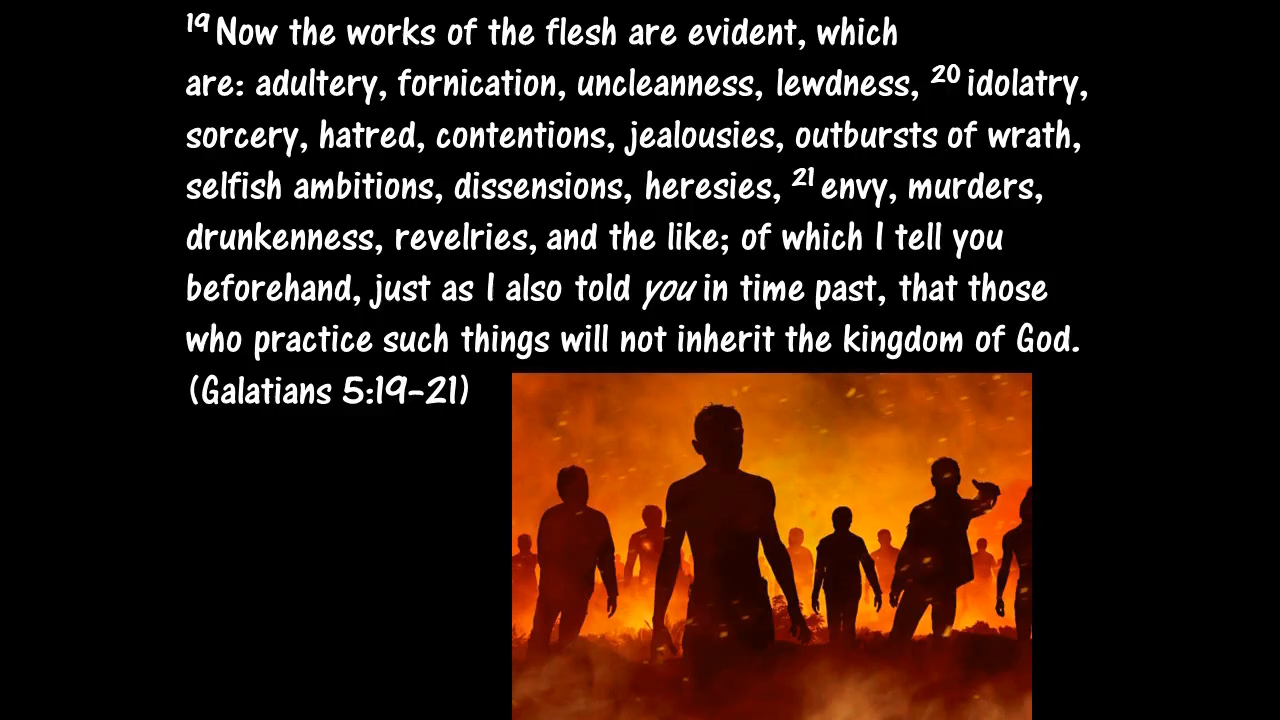 19 Now the works of the flesh are evident, which
are: adultery, fornication, uncleanness, lewdness, 20 idolatry,
sorcery, hatred, contentions, jealousies, outbursts of wrath,
selfish ambitions, dissensions, heresies, 21 envy, murders,
drunkenness, revelries, and the like; of which I tell you
beforehand, just as I also told you in time past, that those
who practice such things will not inherit the kingdom of God.
(Galatians 5:19-21)